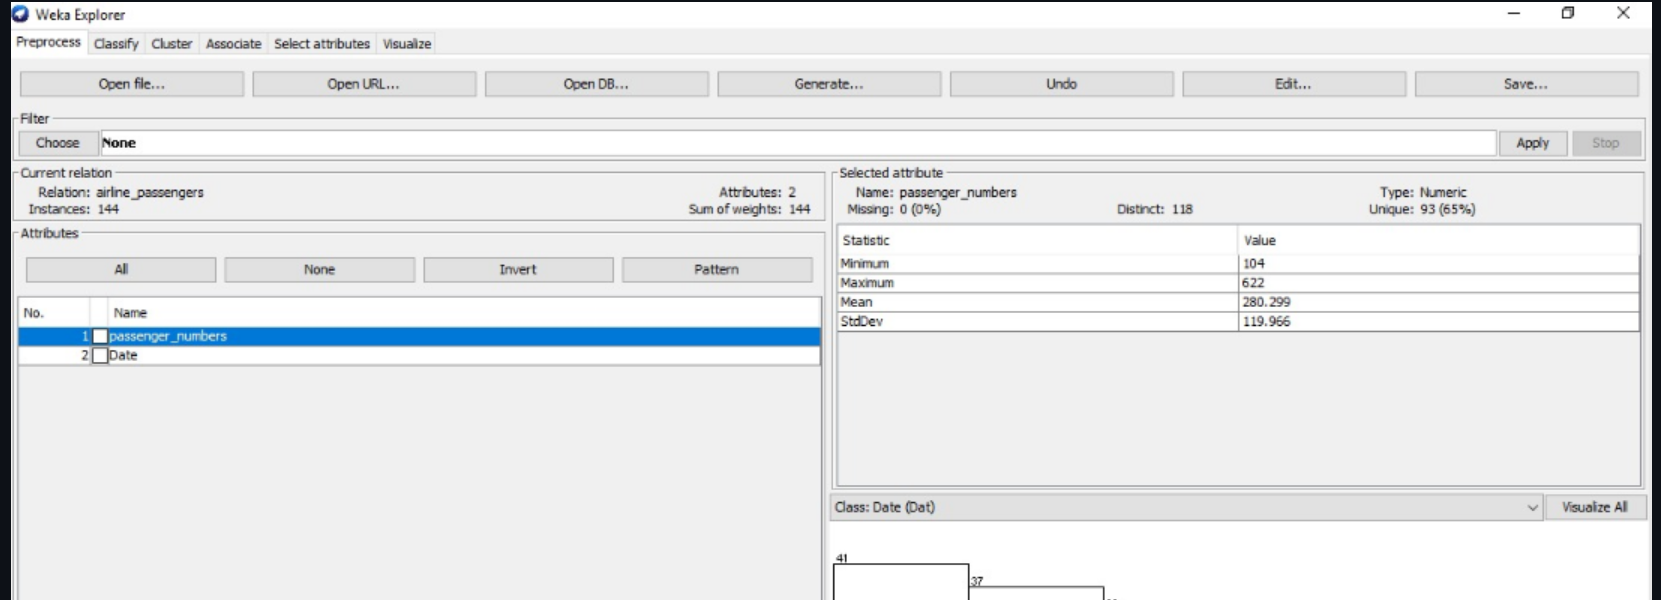 Weka Explorer
Preprocess Classify Cluster Associate Select attributes Visualize
Open file... Open URL... Open DB... Generate... Undo Edit... Save...
Filter
Choose None Apply Stop
Current relation
Relation: airline_passengers Attributes: 2
Instances: 144 Sum of weights: 144
Attributes
All None Invert Pattern
No. Name
1 passenger_numbers
2 Date
Selected attribute
Name: passenger_numbers Type: Numeric
Missing: 0 (0%) Distinct: 118 Unique: 93 (65%)
Statistic Value
Minimum 104
Maximum 622
Mean 280.299
StdDev 119.966
Class: Date (Dat) Visualize All
41
37